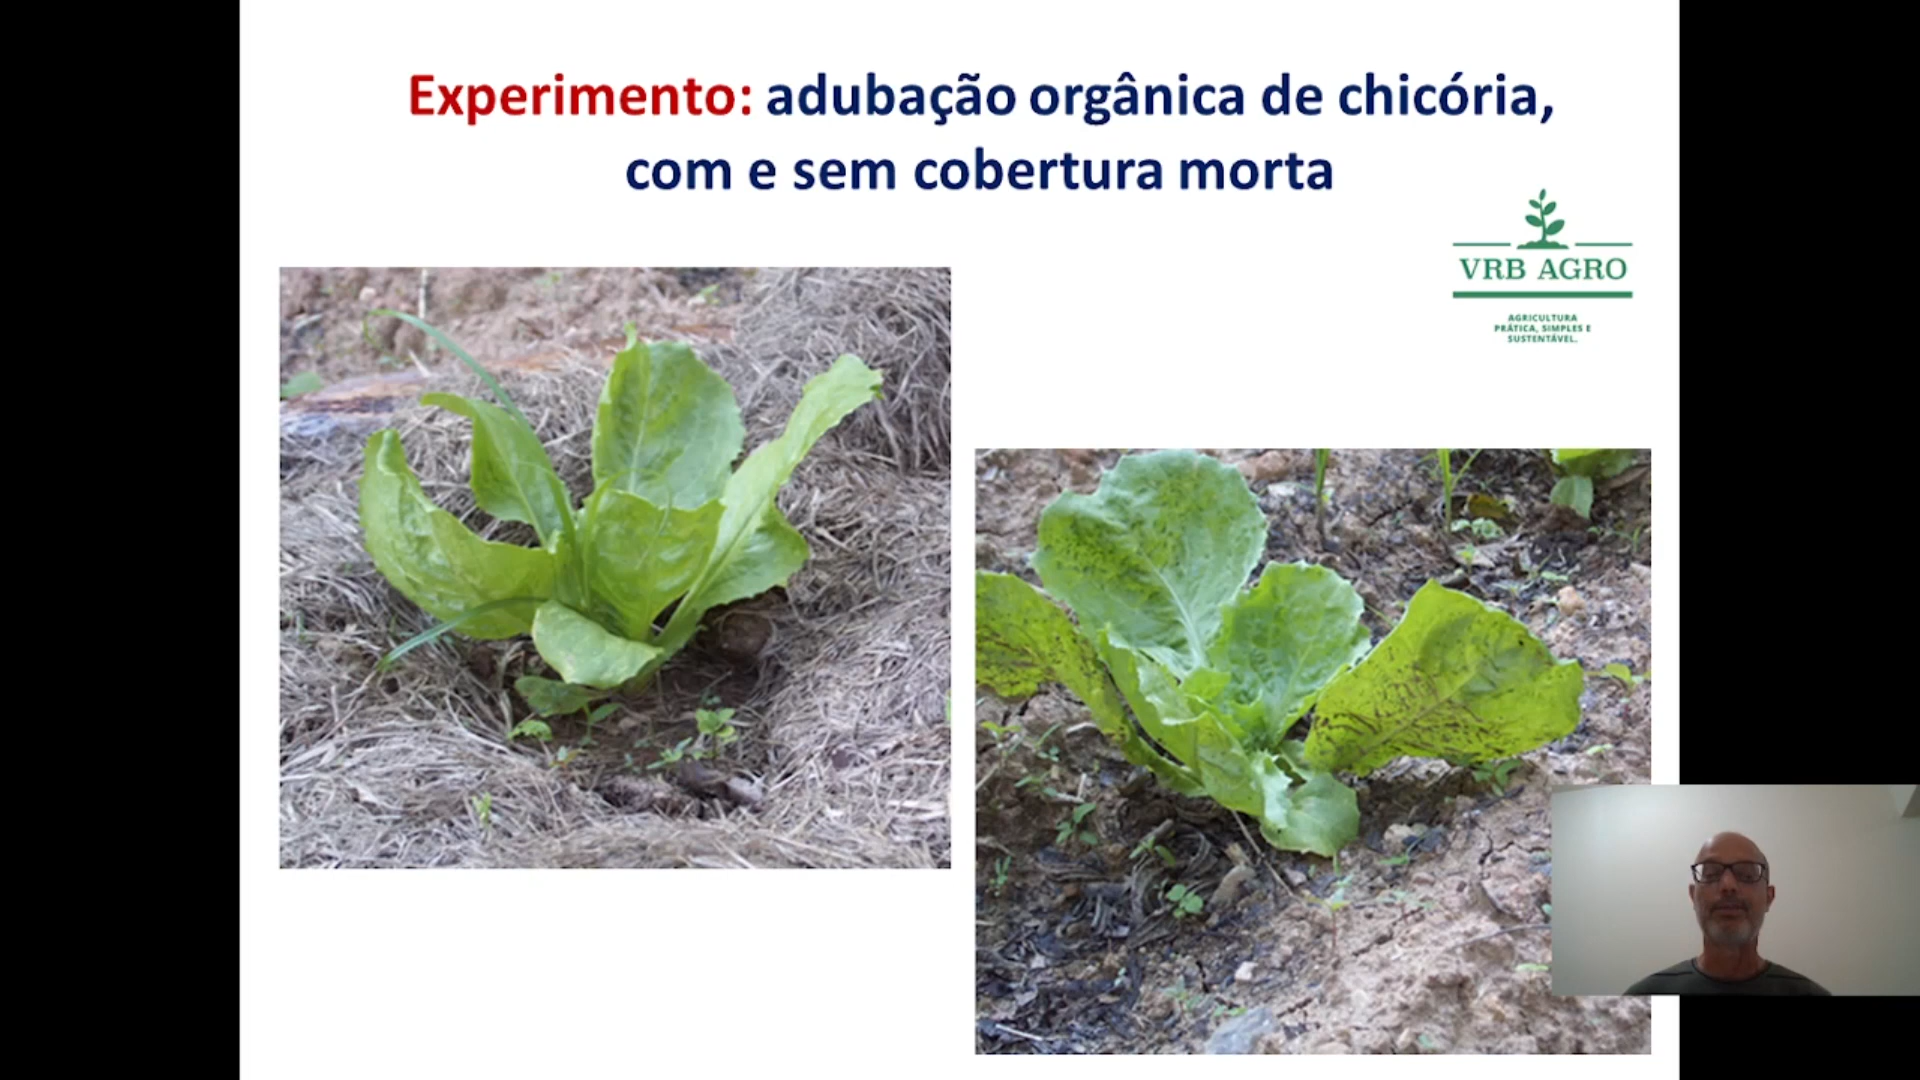 Experimento: adubação orgânica de chicória,
com e sem cobertura morta
VRB AGRO
AGRICULTURA
PRÁTICA, SIMPLES E
SUSTENTÁVEL.